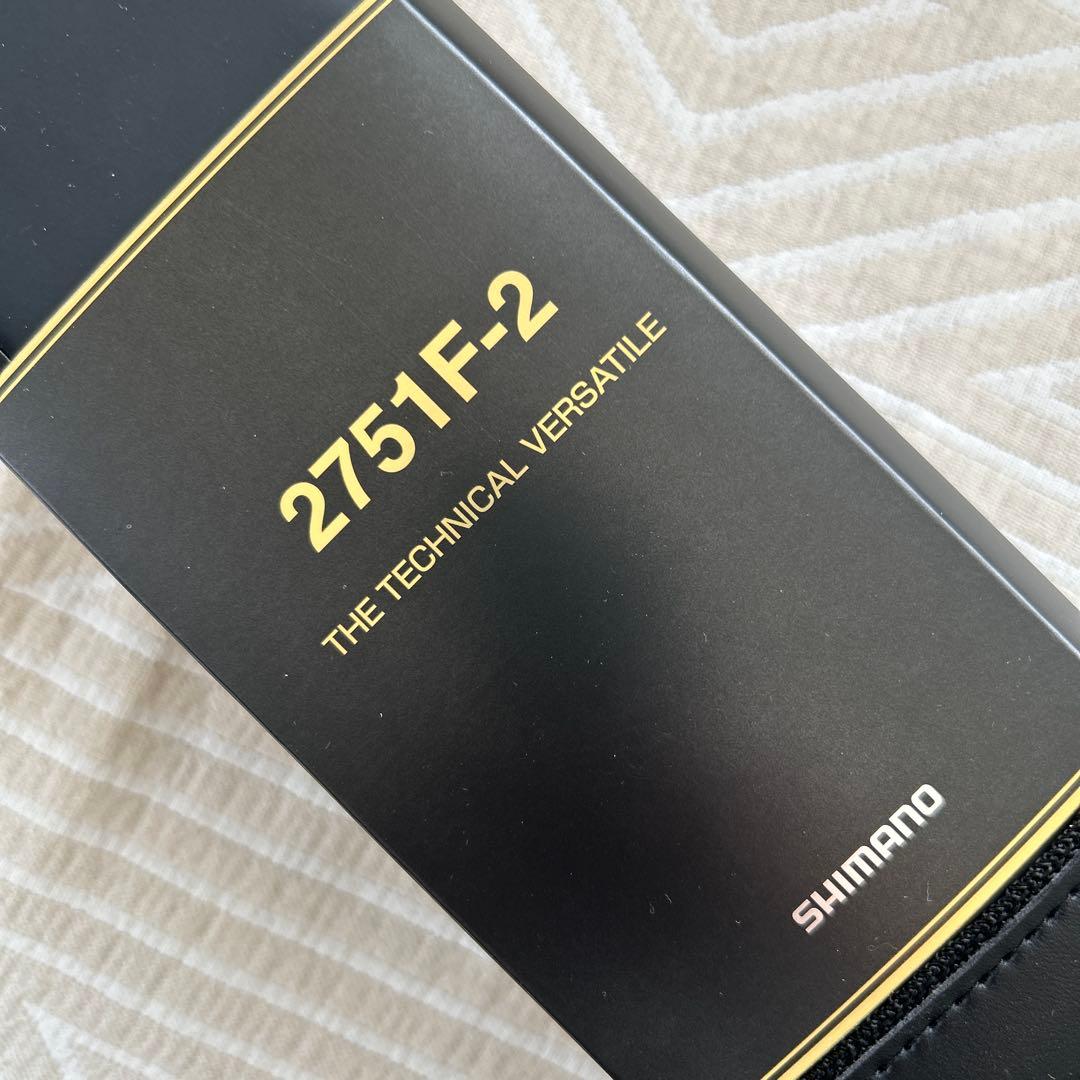 2751F-2
THE TECHNICAL VERSATILE
SHIMANO